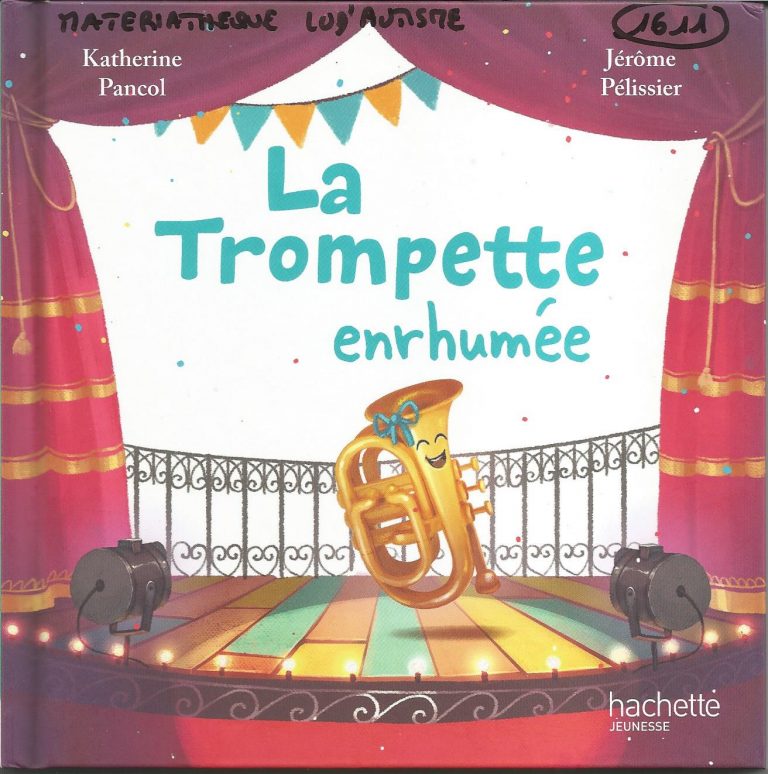 MATERIATHEQUE LUD'AUTISME
1611
Katherine
Pancol
Jérôme
Pélissier
La
Trompette
enrhumée
hachette
JEUNESSE